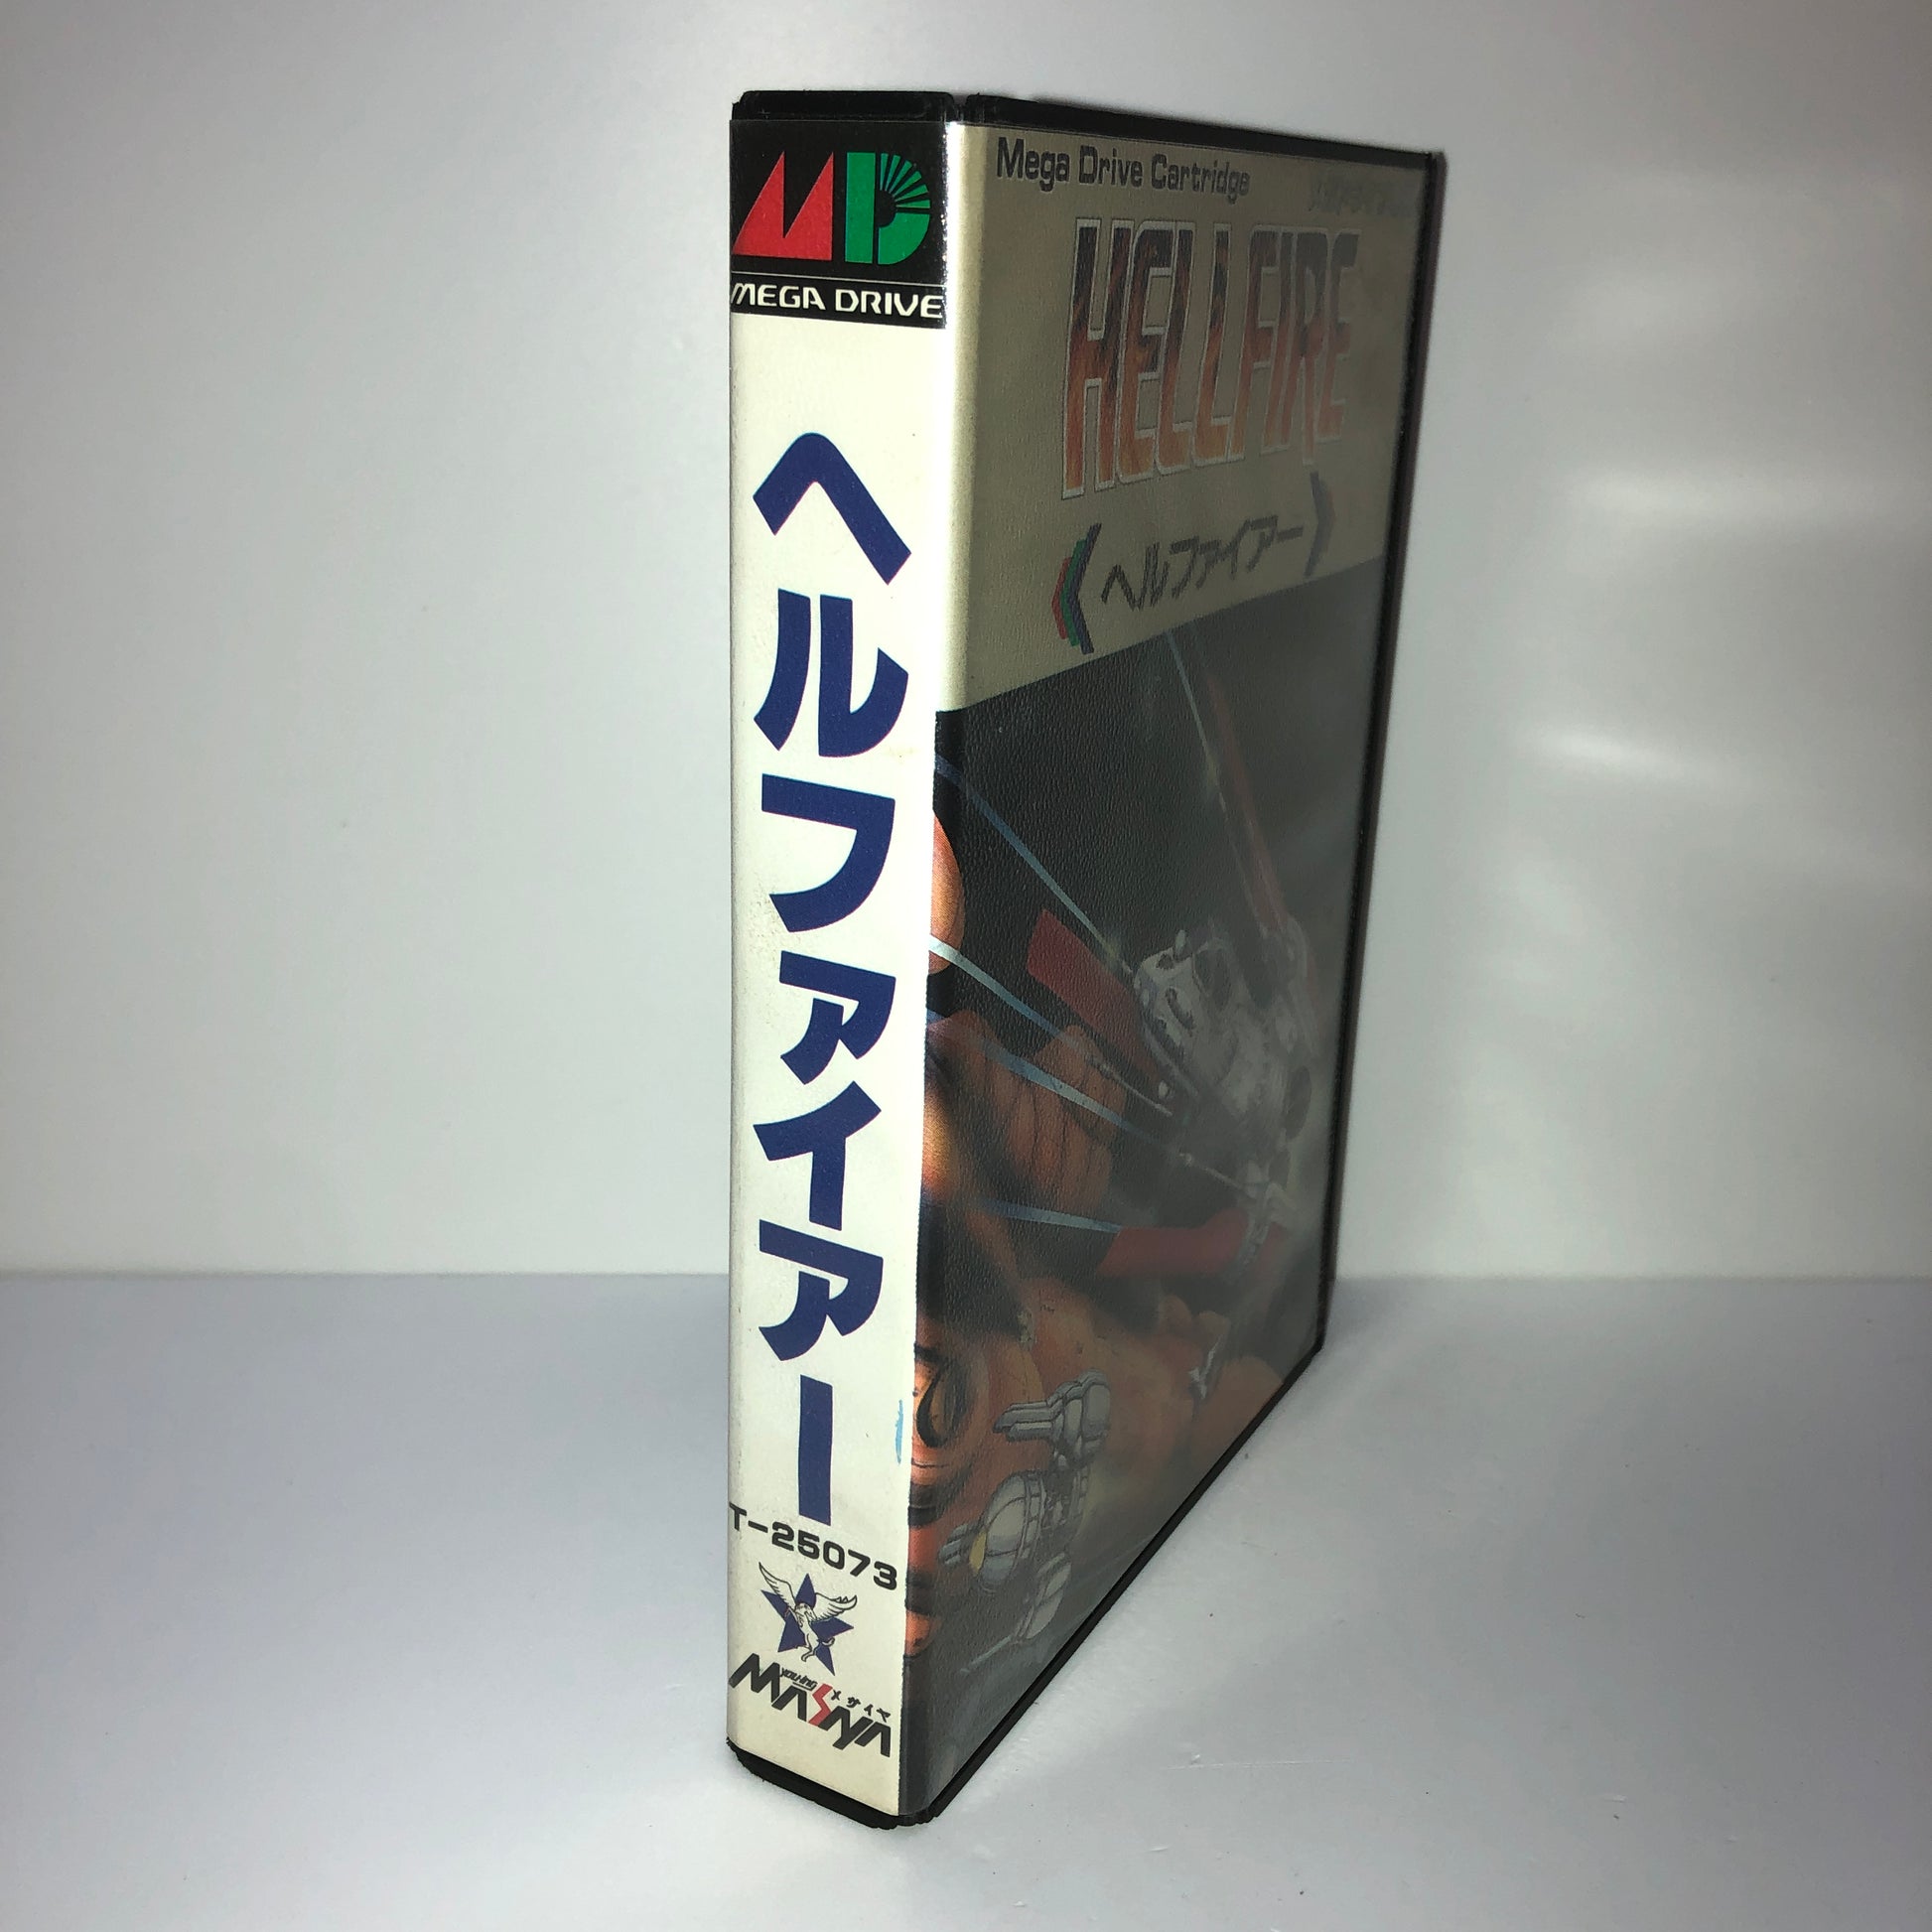 MD
MEGA DRIVE
ヘルファイアー
T-25073
メサイヤ
MASAYA
Mega Drive Cartridge
HELLFIRE
《ヘルファイアー》